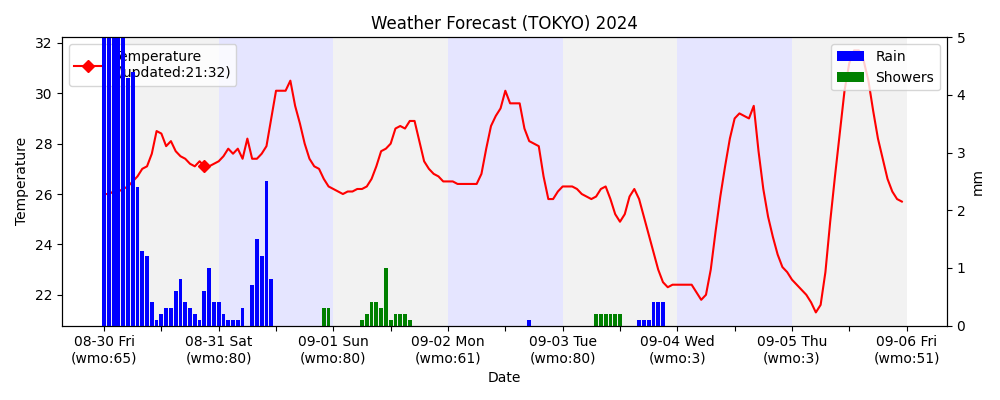 Weather Forecast (TOKYO) 2024
Temperature
(updated:21:32)
Rain
Showers
Temperature
32
30
28
26
24
22
5
4
3
2
1
0
mm
08-30 Fri
(wmo:65)
08-31 Sat
(wmo:80)
09-01 Sun
(wmo:80)
09-02 Mon
(wmo:61)
09-03 Tue
(wmo:80)
09-04 Wed
(wmo:3)
09-05 Thu
(wmo:3)
09-06 Fri
(wmo:51)
Date